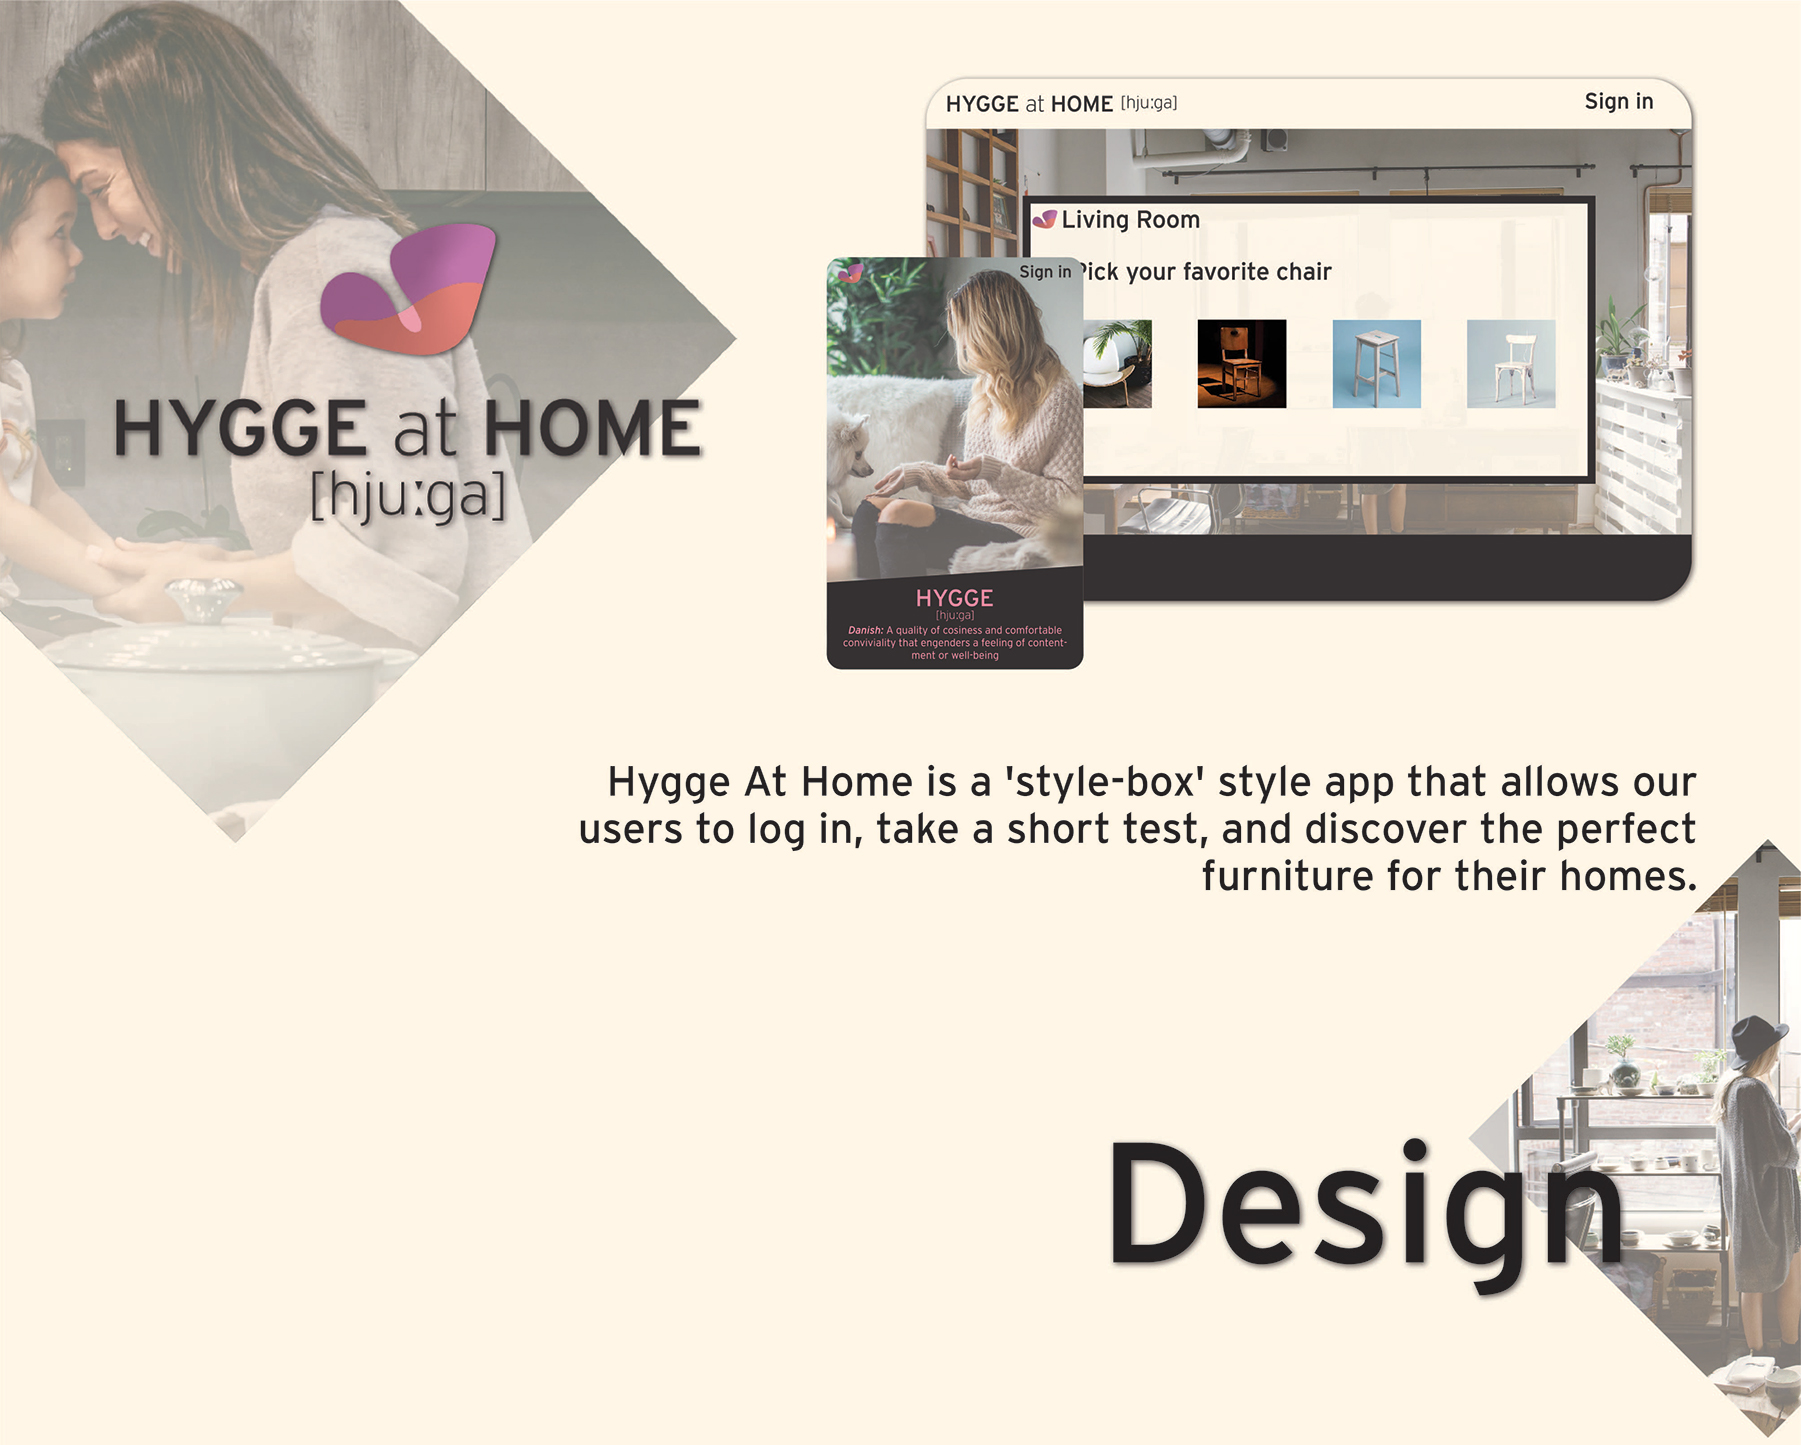 HYGGE at HOME
[hju:ga]
HYGGE at HOME [hju:ga]
Sign in
Living Room
Pick your favorite chair
Sign in
HYGGE
[hju:ga]
Danish: A quality of cosiness and comfortable
conviviality that engenders a feeling of content-
ment or well-being
Hygge At Home is a 'style-box' style app that allows our
users to log in, take a short test, and discover the perfect
furniture for their homes.
Design